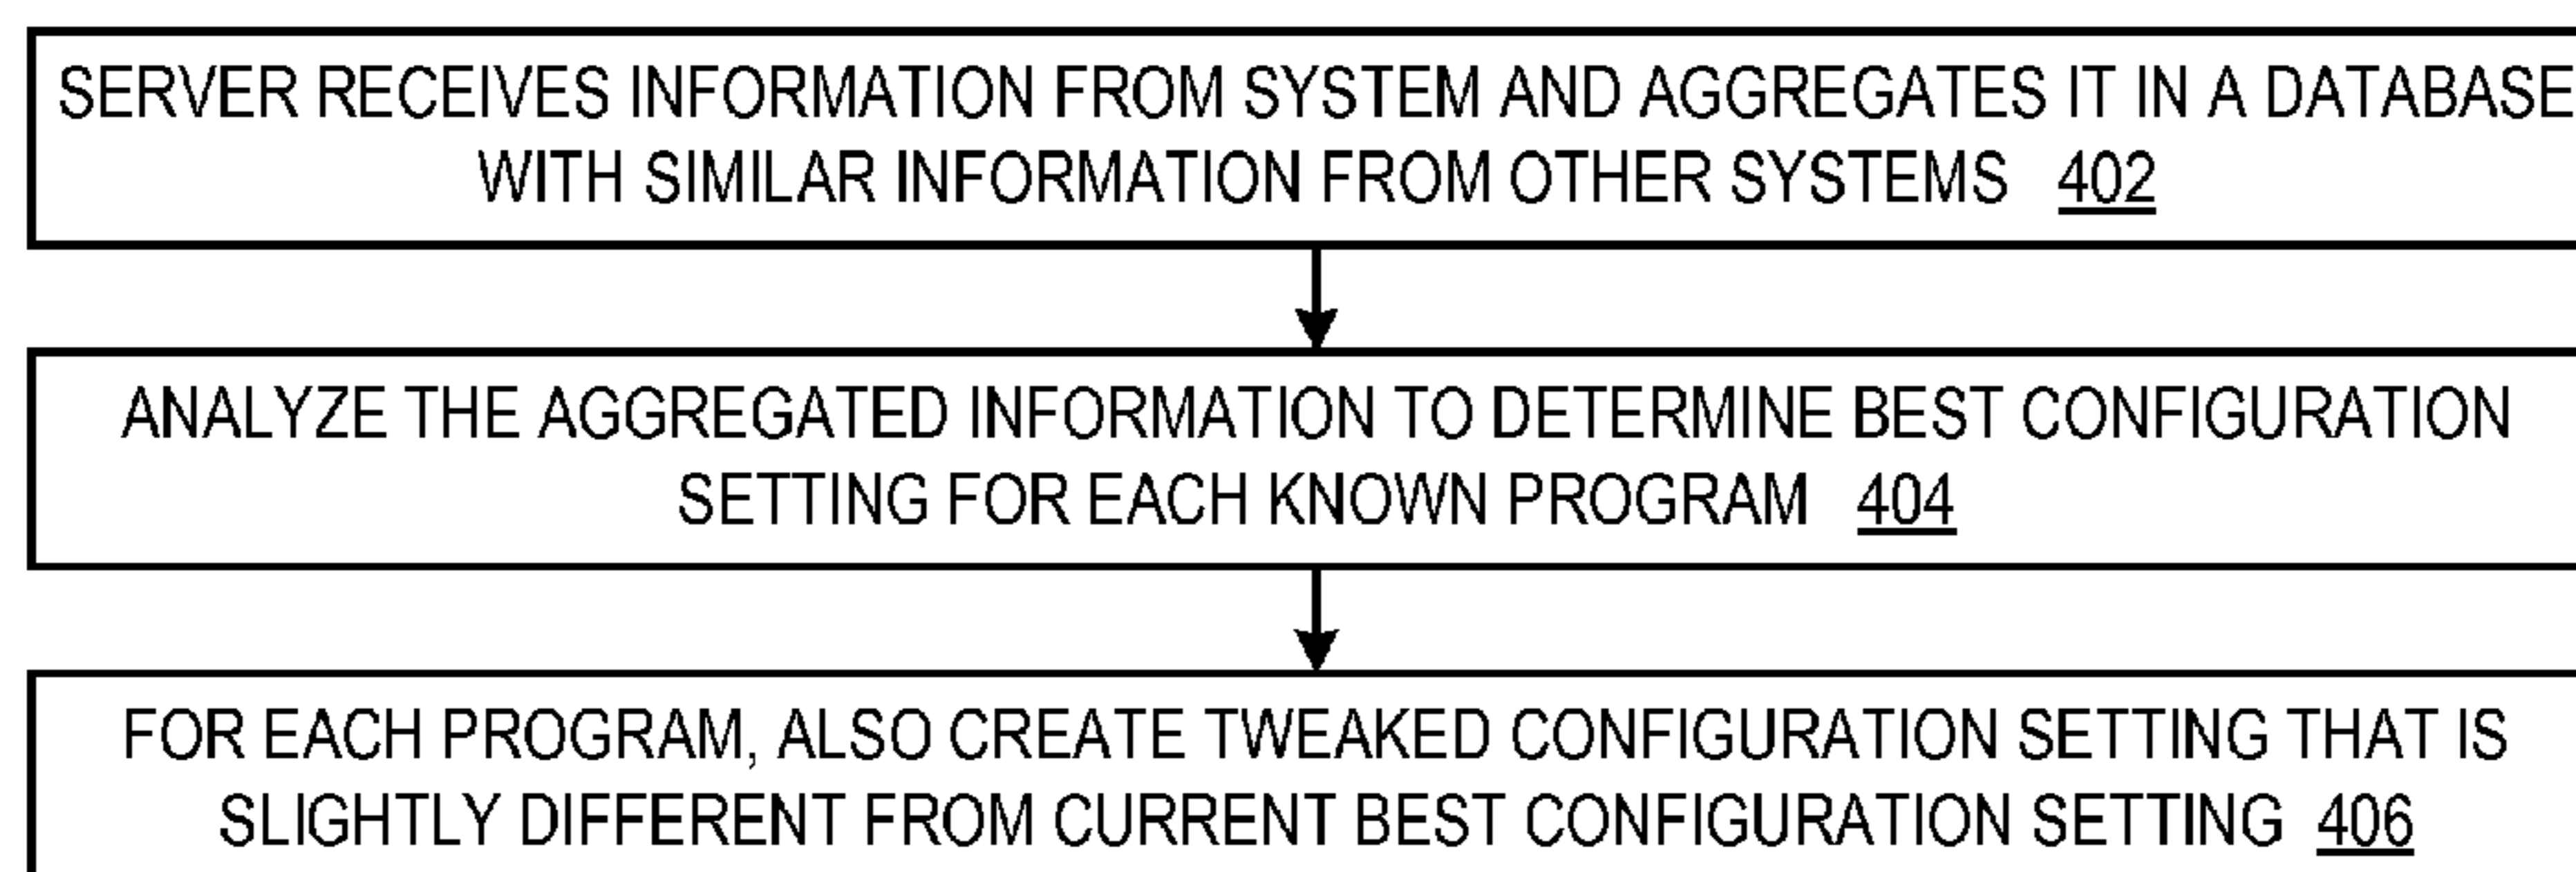 SERVER RECEIVES INFORMATION FROM SYSTEM AND AGGREGATES IT IN A DATABASE
WITH SIMILAR INFORMATION FROM OTHER SYSTEMS 402
ANALYZE THE AGGREGATED INFORMATION TO DETERMINE BEST CONFIGURATION
SETTING FOR EACH KNOWN PROGRAM 404
FOR EACH PROGRAM, ALSO CREATE TWEAKED CONFIGURATION SETTING THAT IS
SLIGHTLY DIFFERENT FROM CURRENT BEST CONFIGURATION SETTING 406